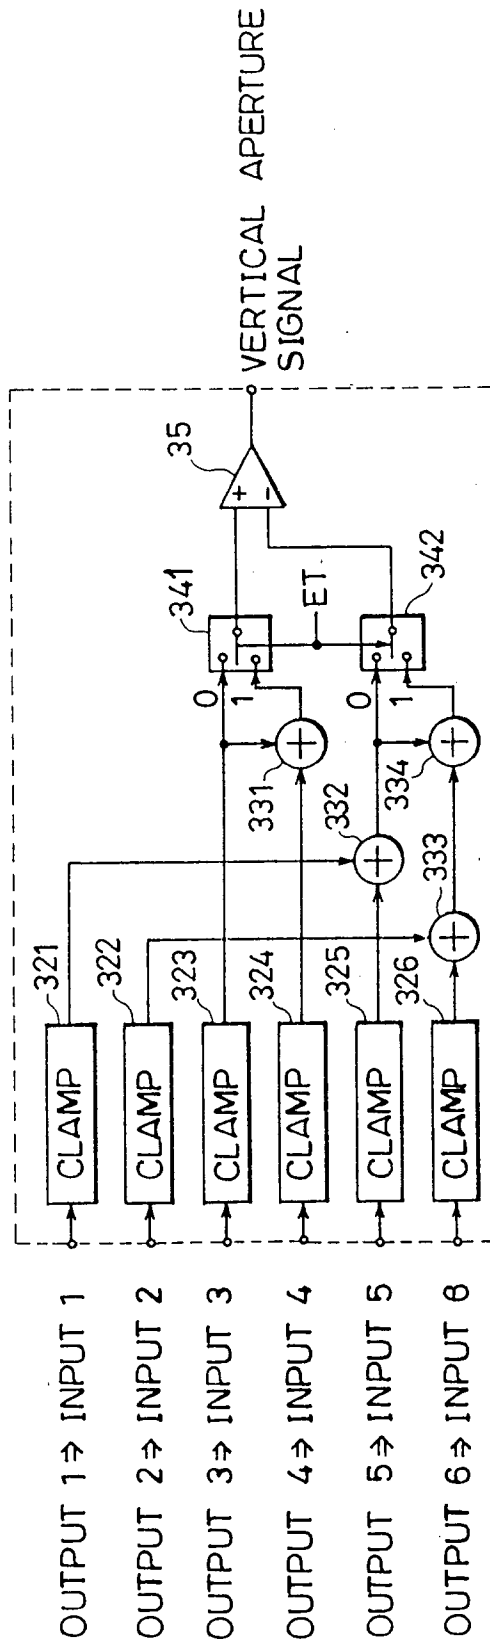 OUTPUT 1⇒ INPUT 1
OUTPUT 2⇒ INPUT 2
OUTPUT 3⇒ INPUT 3
OUTPUT 4⇒ INPUT 4
OUTPUT 5⇒ INPUT 5
OUTPUT 6⇒ INPUT 6
CLAMP
321
CLAMP
322
CLAMP
323
CLAMP
324
CLAMP
325
CLAMP
326
331
332
333
334
0
1
341
0
1
342
ET
35
+
-
VERTICAL APERTURE
SIGNAL